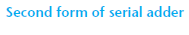 Second form of serial adder